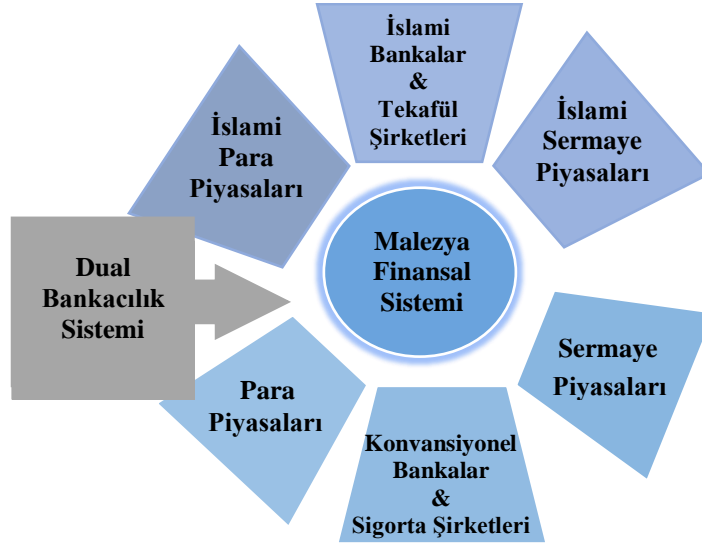 İslami
Bankalar
&
Tekafül
Şirketleri
İslami
Para
Piyasaları
İslami
Sermaye
Piyasaları
Dual
Bankacılık
Sistemi
Malezya
Finansal
Sistemi
Para
Piyasaları
Sermaye
Piyasaları
Konvansiyonel
Bankalar
&
Sigorta Şirketleri